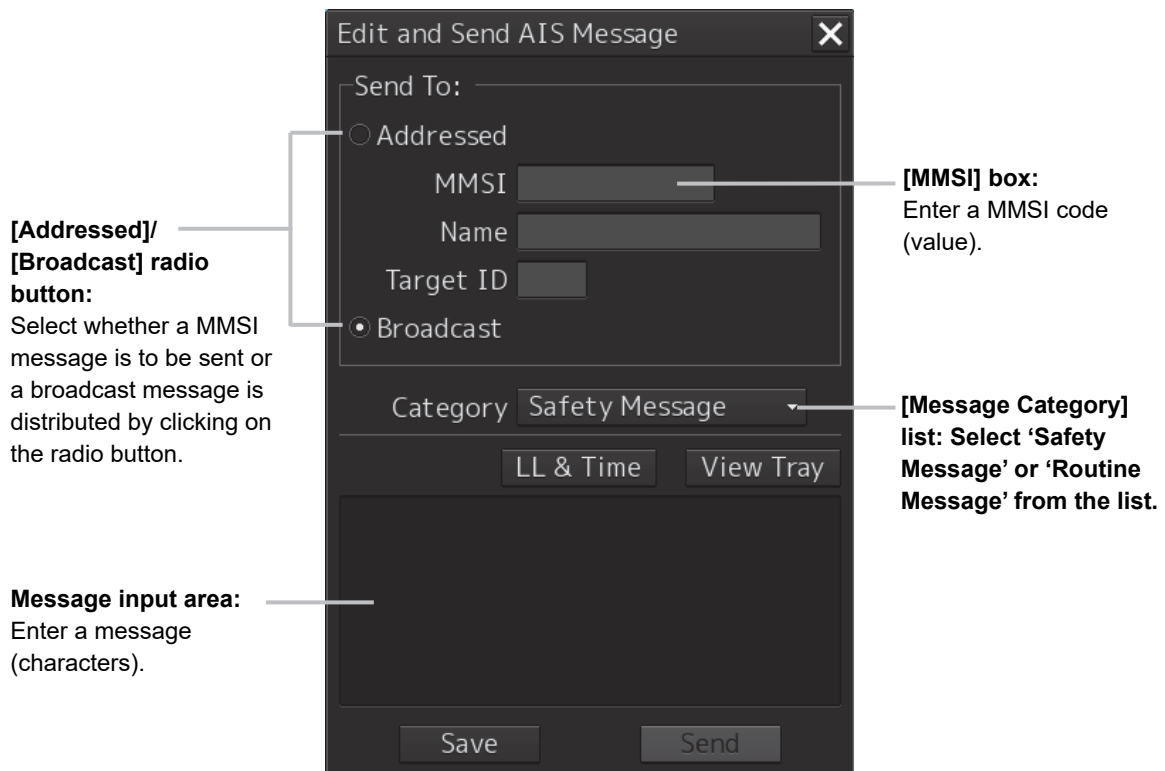 Edit and Send AIS Message
Send To:
Addressed
MMSI
Name
Target ID
Broadcast
Category Safety Message
LL & Time View Tray
Save Send
[Addressed]/
[Broadcast] radio
button:
Select whether a MMSI
message is to be sent or
a broadcast message is
distributed by clicking on
the radio button.
Message input area:
Enter a message
(characters).
[MMSI] box:
Enter a MMSI code
(value).
[Message Category]
list: Select ‘Safety
Message’ or ‘Routine
Message’ from the list.